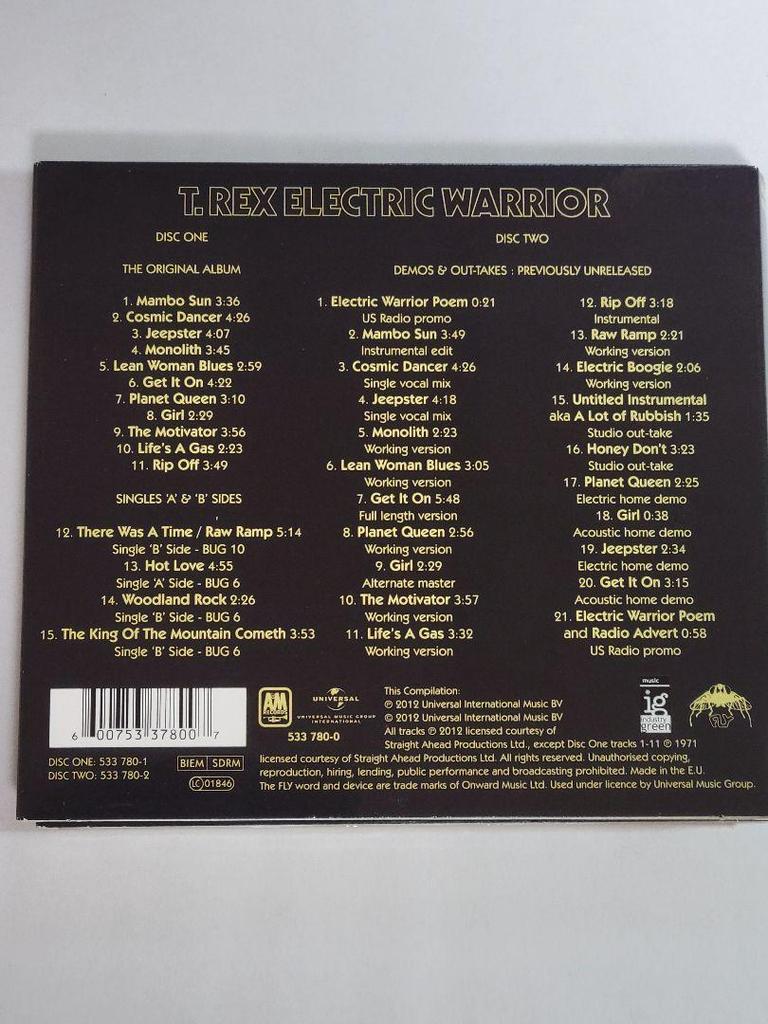 T. REX ELECTRIC WARRIOR
DISC ONE
THE ORIGINAL ALBUM
1. Mambo Sun 3:36
2. Cosmic Dancer 4:26
3. Jeepster 4:07
4. Monolith 3:45
5. Lean Woman Blues 2:59
6. Get It On 4:22
7. Planet Queen 3:10
8. Girl 2:29
9. The Motivator 3:56
10. Life's A Gas 2:23
11. Rip Off 3:49
SINGLES 'A' & 'B' SIDES
12. There Was A Time / Raw Ramp 5:14
Single 'B' Side - BUG 10
13. Hot Love 4:55
Single 'A' Side - BUG 6
14. Woodland Rock 2:26
Single 'B' Side - BUG 6
15. The King Of The Mountain Cometh 3:53
Single 'B' Side - BUG 6
DISC TWO
DEMOS & OUT-TAKES : PREVIOUSLY UNRELEASED
1. Electric Warrior Poem 0:21
US Radio promo
2. Mambo Sun 3:49
Instrumental edit
3. Cosmic Dancer 4:26
Single vocal mix
4. Jeepster 4:18
Single vocal mix
5. Monolith 2:23
Working version
6. Lean Woman Blues 3:05
Working version
7. Get It On 5:48
Full length version
8. Planet Queen 2:56
Working version
9. Girl 2:29
Alternate master
10. The Motivator 3:57
Working version
11. Life's A Gas 3:32
Working version
12. Rip Off 3:18
Instrumental
13. Raw Ramp 2:21
Working version
14. Electric Boogie 2:06
Working version
15. Untitled Instrumental
aka A Lot of Rubbish 1:35
Studio out-take
16. Honey Don't 3:23
Studio out-take
17. Planet Queen 2:25
Electric home demo
18. Girl 0:38
Acoustic home demo
19. Jeepster 2:34
Electric home demo
20. Get It On 3:15
Acoustic home demo
21. Electric Warrior Poem
and Radio Advert 0:58
US Radio promo
6 00753 37800 7
DISC ONE: 533 780-1
DISC TWO: 533 780-2
BIEM SDRM
LC 01846
A&M
RECORDS
UNIVERSAL
UNIVERSAL MUSIC GROUP
INTERNATIONAL
533 780-0
This Compilation:
℗ 2012 Universal International Music BV
© 2012 Universal International Music BV
All tracks ℗ 2012 licensed courtesy of
Straight Ahead Productions Ltd., except Disc One tracks 1-11 ℗ 1971
licensed courtesy of Straight Ahead Productions Ltd. All rights reserved. Unauthorised copying,
reproduction, hiring, lending, public performance and broadcasting prohibited. Made in the E.U.
The FLY word and device are trade marks of Onward Music Ltd. Used under licence by Universal Music Group.
music
ig
industry
green
FLY